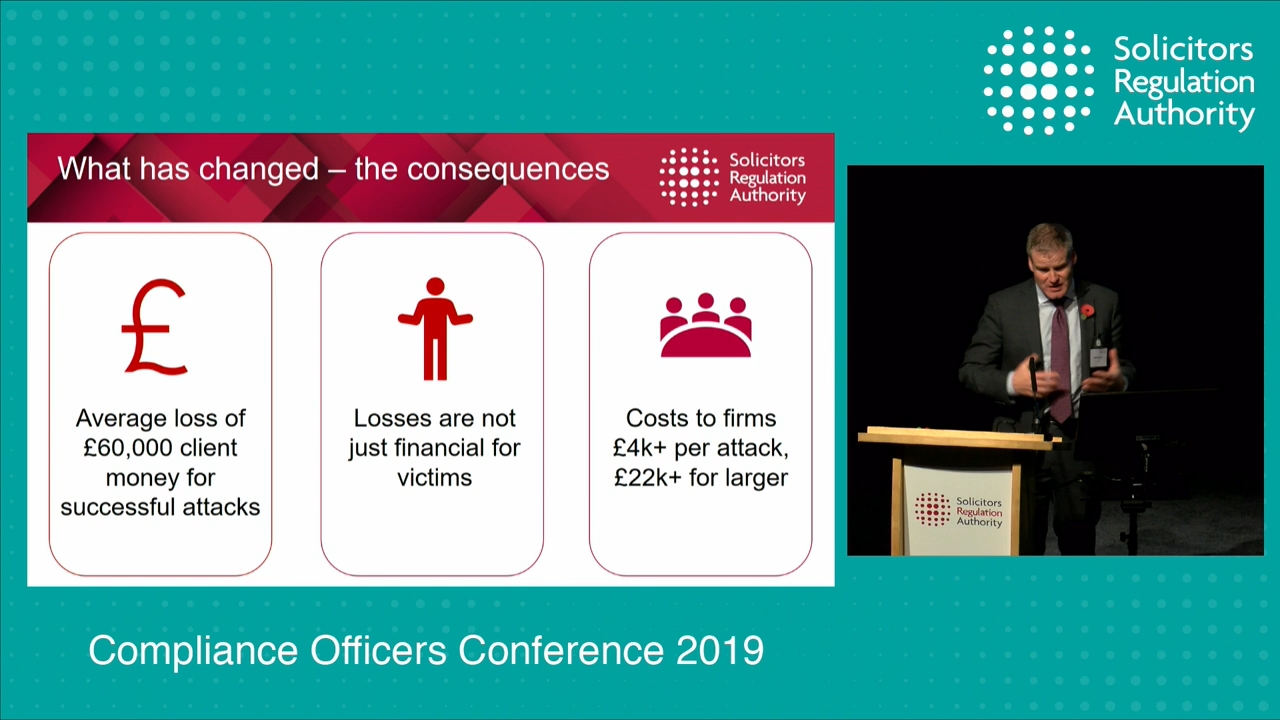 Solicitors
Regulation
Authority
What has changed – the consequences
Solicitors
Regulation
Authority
£
Average loss of
£60,000 client
money for
successful attacks
Losses are not
just financial for
victims
Costs to firms
£4k+ per attack,
£22k+ for larger
Solicitors
Regulation
Authority
Compliance Officers Conference 2019